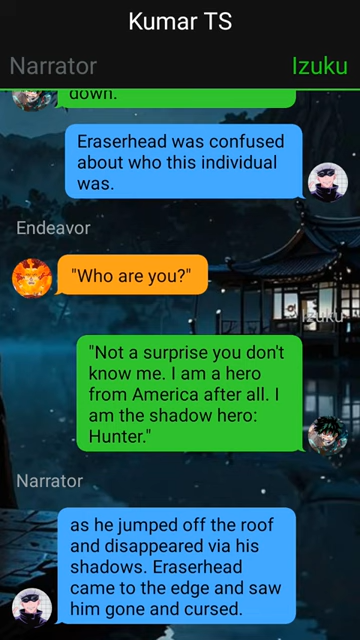 Kumar TS
Narrator
Izuku
down.
Eraserhead was confused
about who this individual
was.
Endeavor
"Who are you?"
Izuku
"Not a surprise you don't
know me. I am a hero
from America after all. I
am the shadow hero:
Hunter."
Narrator
as he jumped off the roof
and disappeared via his
shadows. Eraserhead
came to the edge and saw
him gone and cursed.